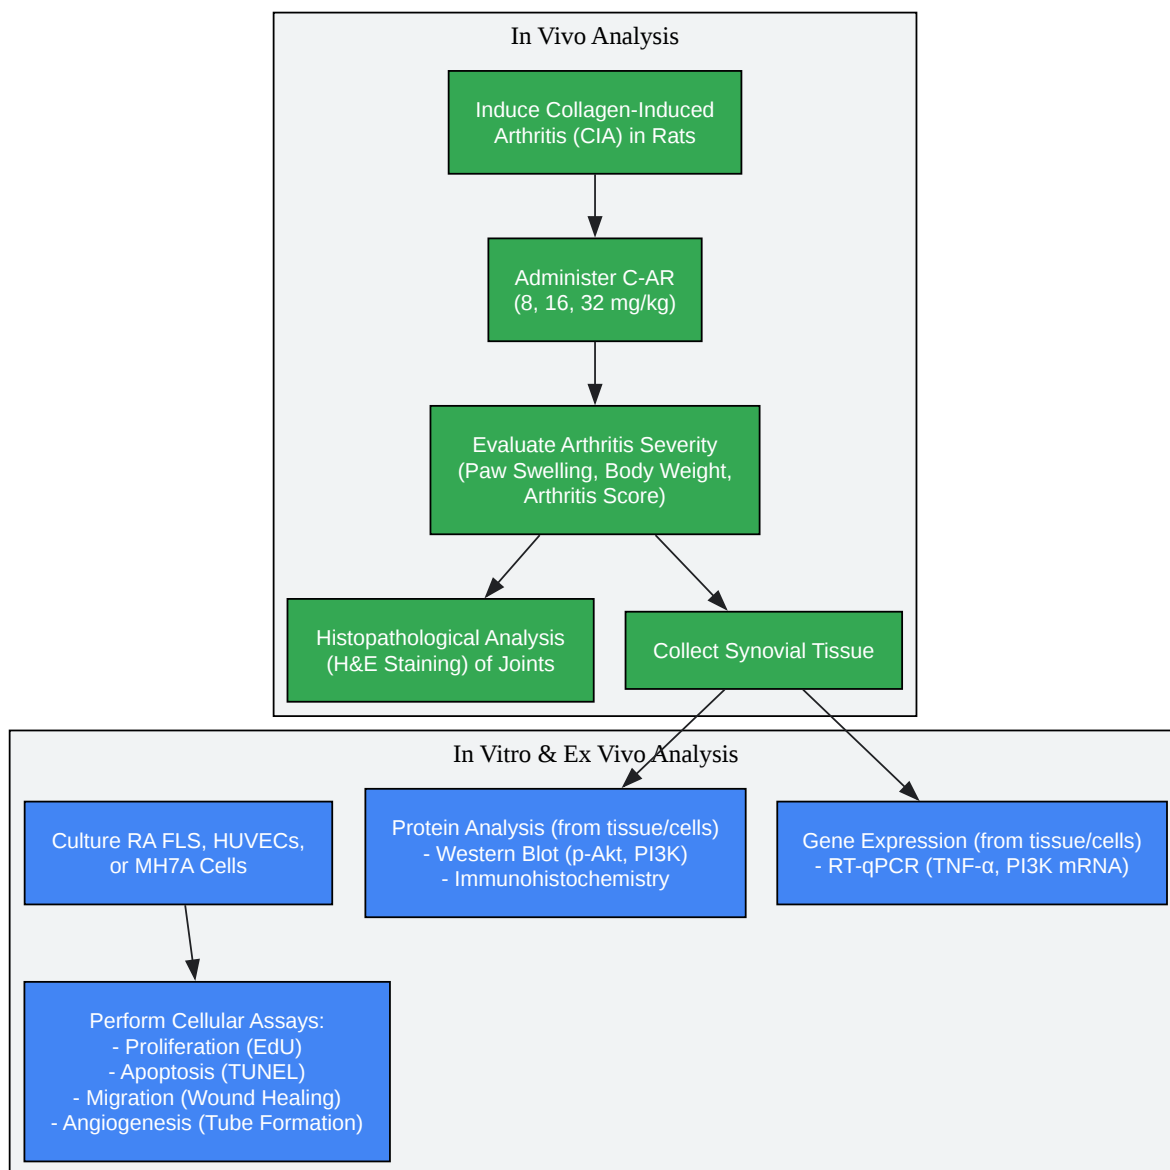 In Vivo Analysis
Induce Collagen-Induced
Arthritis (CIA) in Rats
Administer C-AR
(8, 16, 32 mg/kg)
Evaluate Arthritis Severity
(Paw Swelling, Body Weight,
Arthritis Score)
Histopathological Analysis
(H&E Staining) of Joints
Collect Synovial Tissue
In Vitro & Ex Vivo Analysis
Culture RA FLS, HUVECs,
or MH7A Cells
Protein Analysis (from tissue/cells)
- Western Blot (p-Akt, PI3K)
- Immunohistochemistry
Gene Expression (from tissue/cells)
- RT-qPCR (TNF-α, PI3K mRNA)
Perform Cellular Assays:
- Proliferation (EdU)
- Apoptosis (TUNEL)
- Migration (Wound Healing)
- Angiogenesis (Tube Formation)